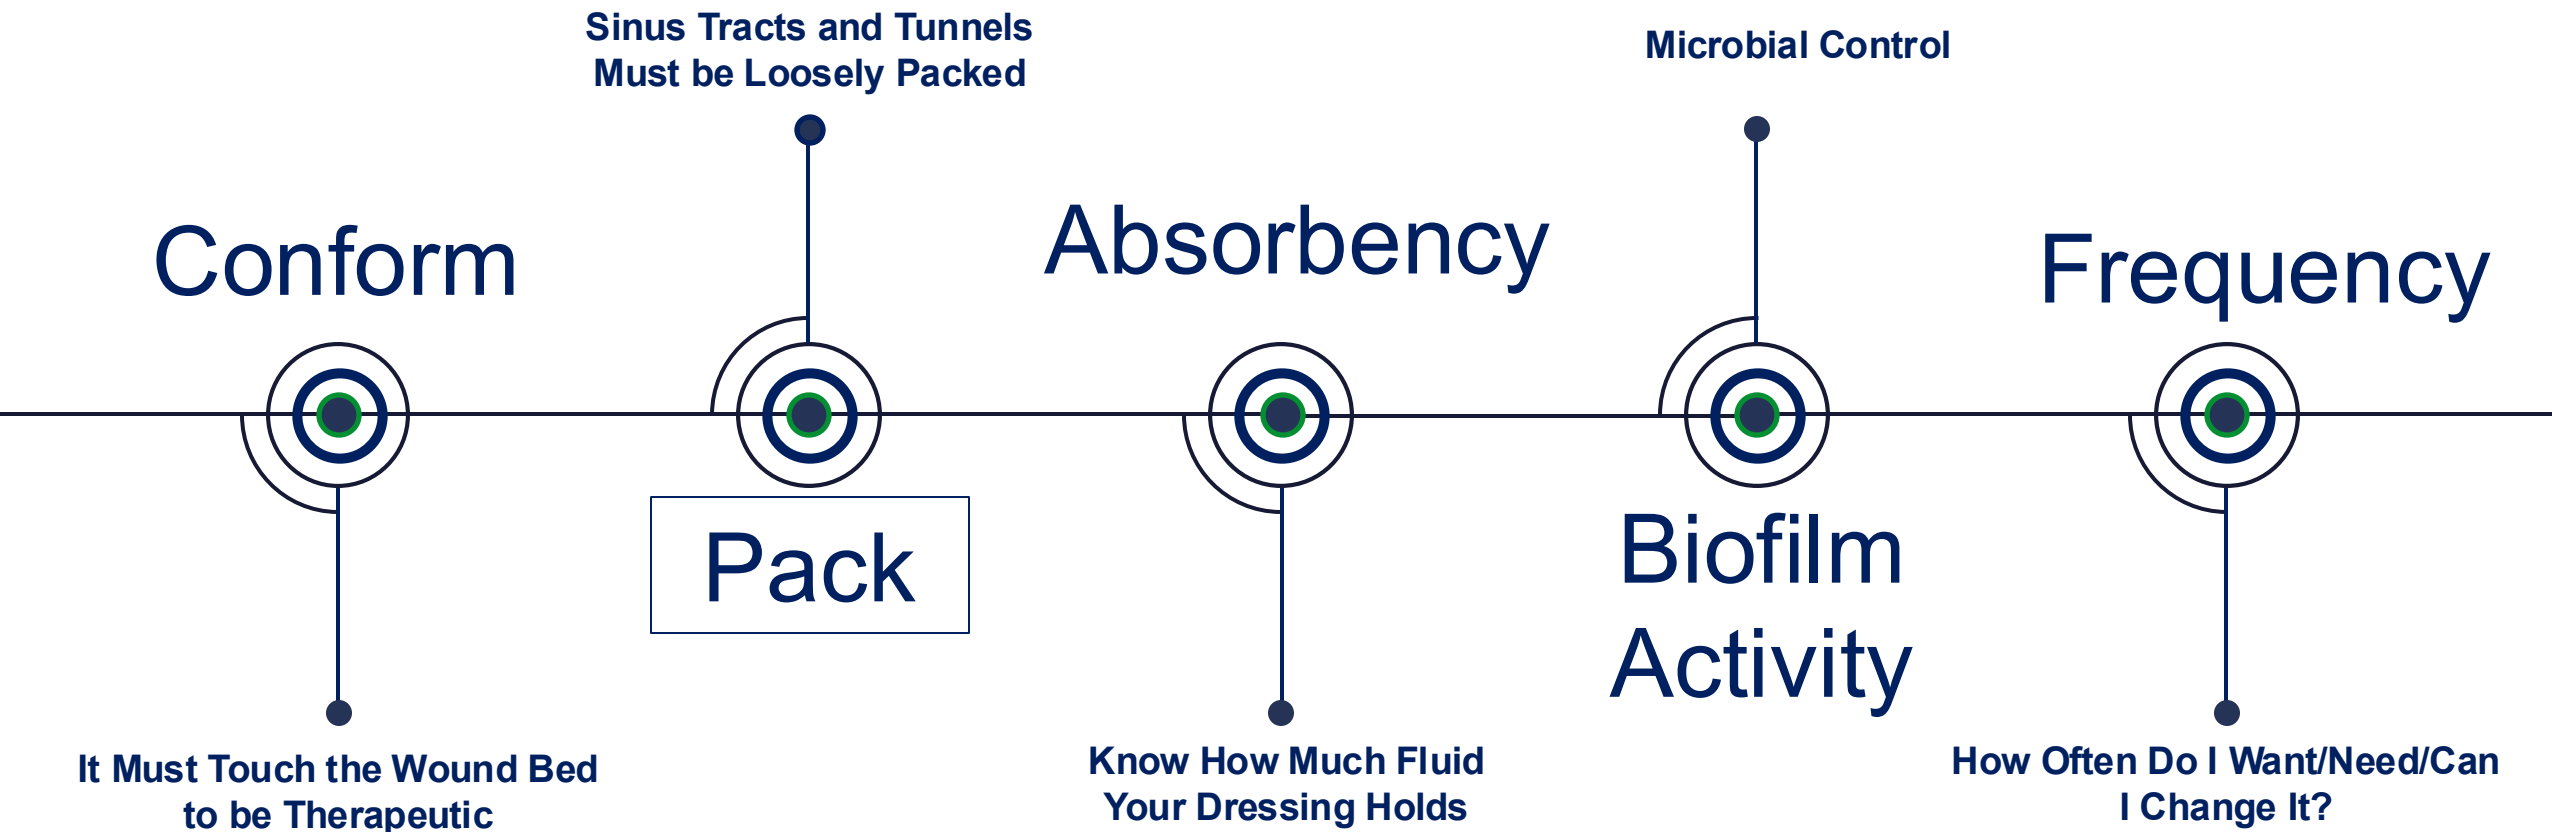 Conform
It Must Touch the Wound Bed
to be Therapeutic
Sinus Tracts and Tunnels
Must be Loosely Packed
Pack
Absorbency
Know How Much Fluid
Your Dressing Holds
Microbial Control
Biofilm
Activity
Frequency
How Often Do I Want/Need/Can
I Change It?